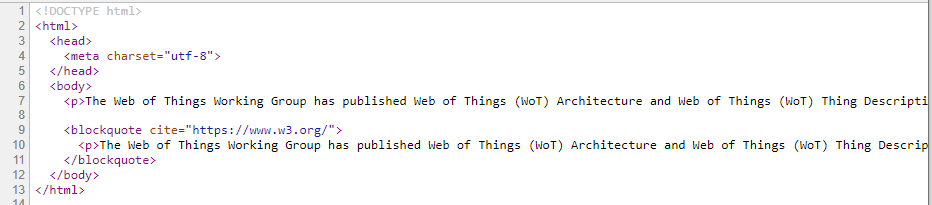 1 <!DOCTYPE html>
2 <html>
3 <head>
4 <meta charset="utf-8">
5 </head>
6 <body>
7 <p>The Web of Things Working Group has published Web of Things (WoT) Architecture and Web of Things (WoT) Thing Descripti
8
9 <blockquote cite="https://www.w3.org/">
10 <p>The Web of Things Working Group has published Web of Things (WoT) Architecture and Web of Things (WoT) Thing Descrip
11 </blockquote>
12 </body>
13 </html>
14